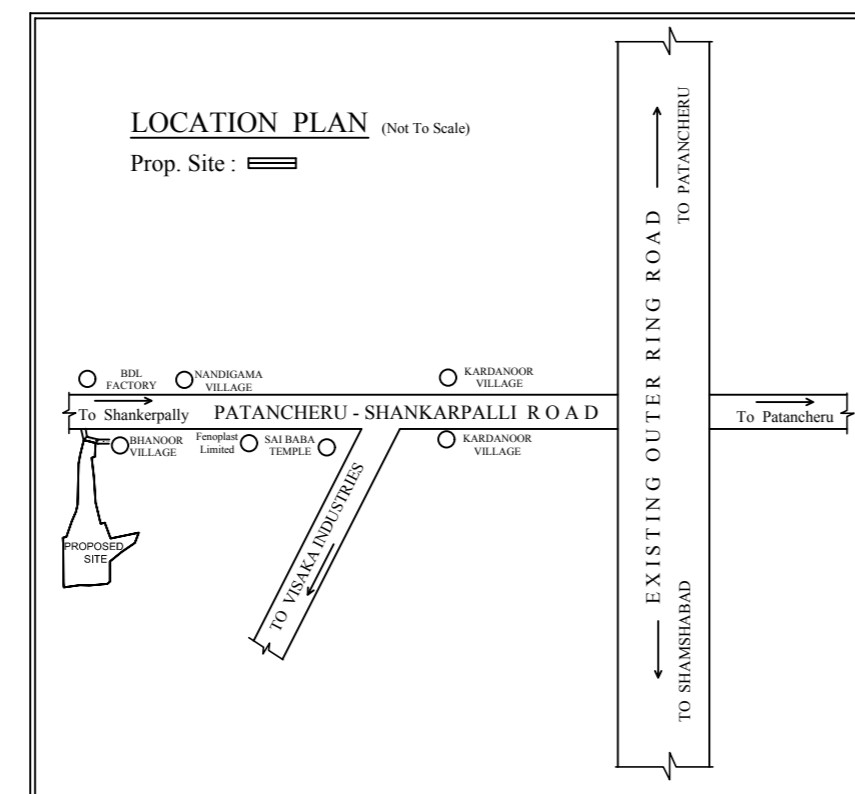 LOCATION PLAN (Not To Scale)
Prop. Site :
TO PATANCHERU
EXISTING OUTER RING ROAD
TO SHAMSHABAD
BDL
FACTORY
NANDIGAMA
VILLAGE
KARDANOOR
VILLAGE
To Shankerpally
PATANCHERU - SHANKARPALLI ROAD
To Patancheru
BHANOOR
VILLAGE
Fenoplast
Limited
SAI BABA
TEMPLE
KARDANOOR
VILLAGE
TO VISAKA INDUSTRIES
PROPOSED
SITE